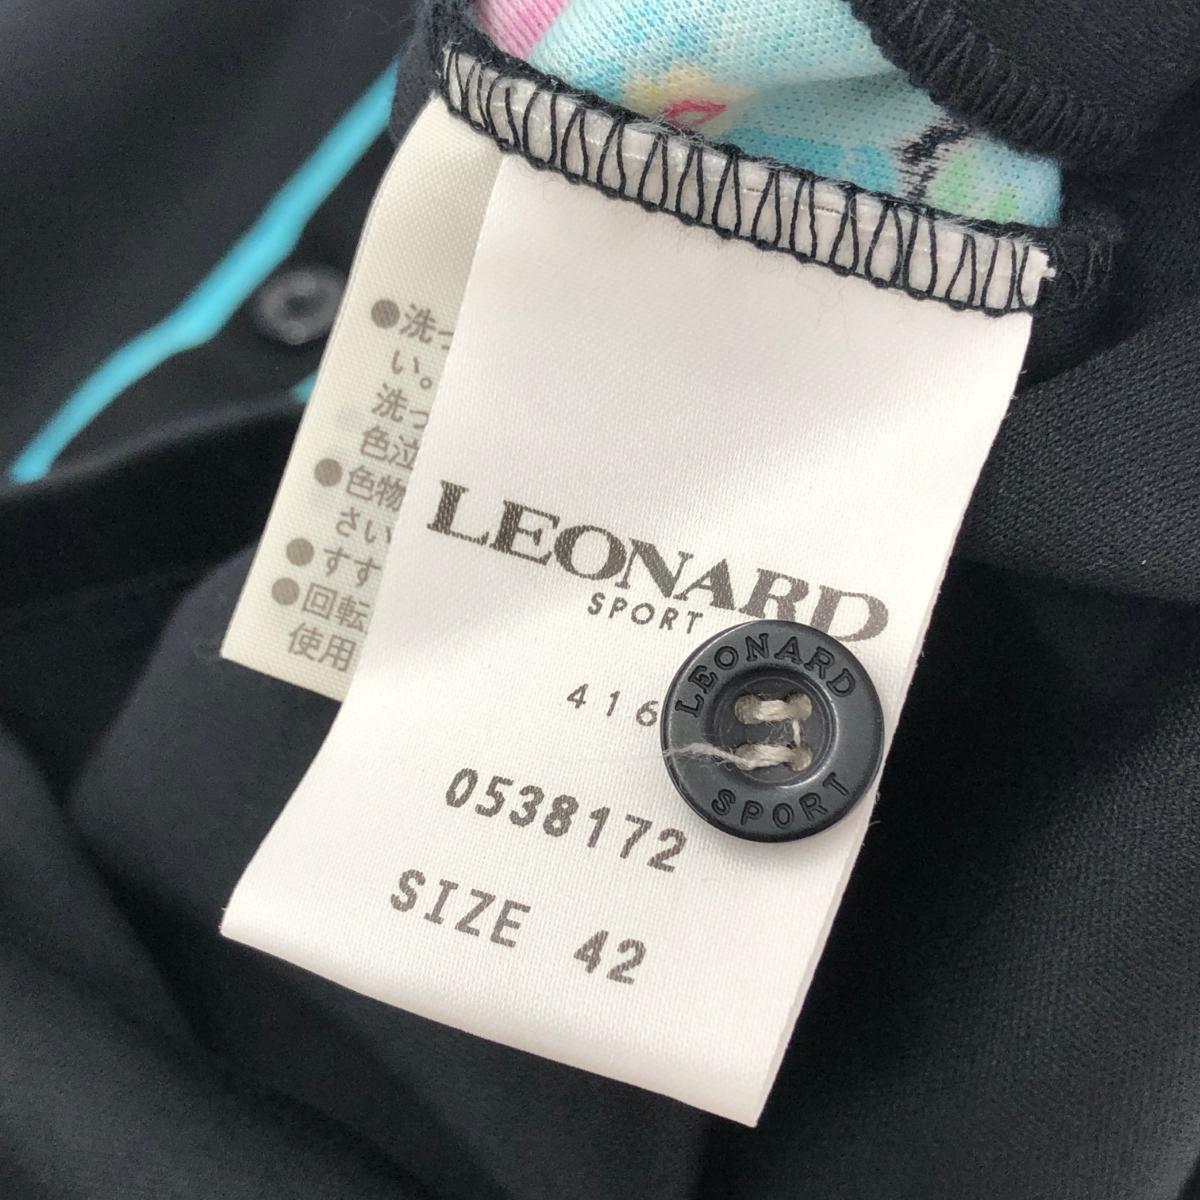 LEONARD
SPORT
416
0538172
SIZE 42
LEONARD
SPORT
●洗っ
い。
洗っ
色泣
●色物
さい
●すす
●回転
使用